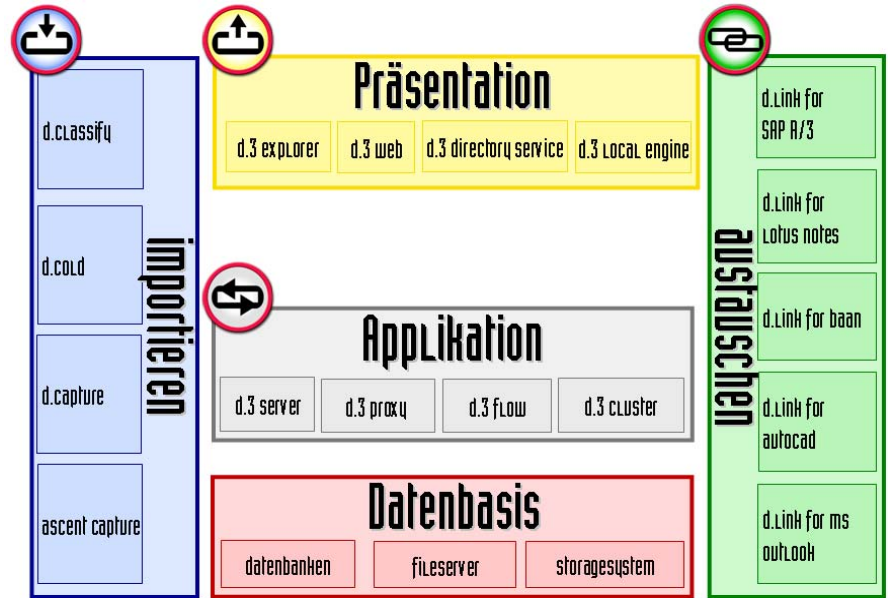 d.classify
d.cold
d.capture
ascent capture
importieren
Präsentation
d.3 explorer
d.3 web
d.3 directory service
d.3 local engine
Applikation
d.3 server
d.3 proxy
d.3 flow
d.3 cluster
Datenbasis
datenbanken
fileserver
storagesystem
austauschen
d.link for
SAP R/3
d.link for
lotus notes
d.link for baan
d.link for
autocad
d.link for ms
outlook